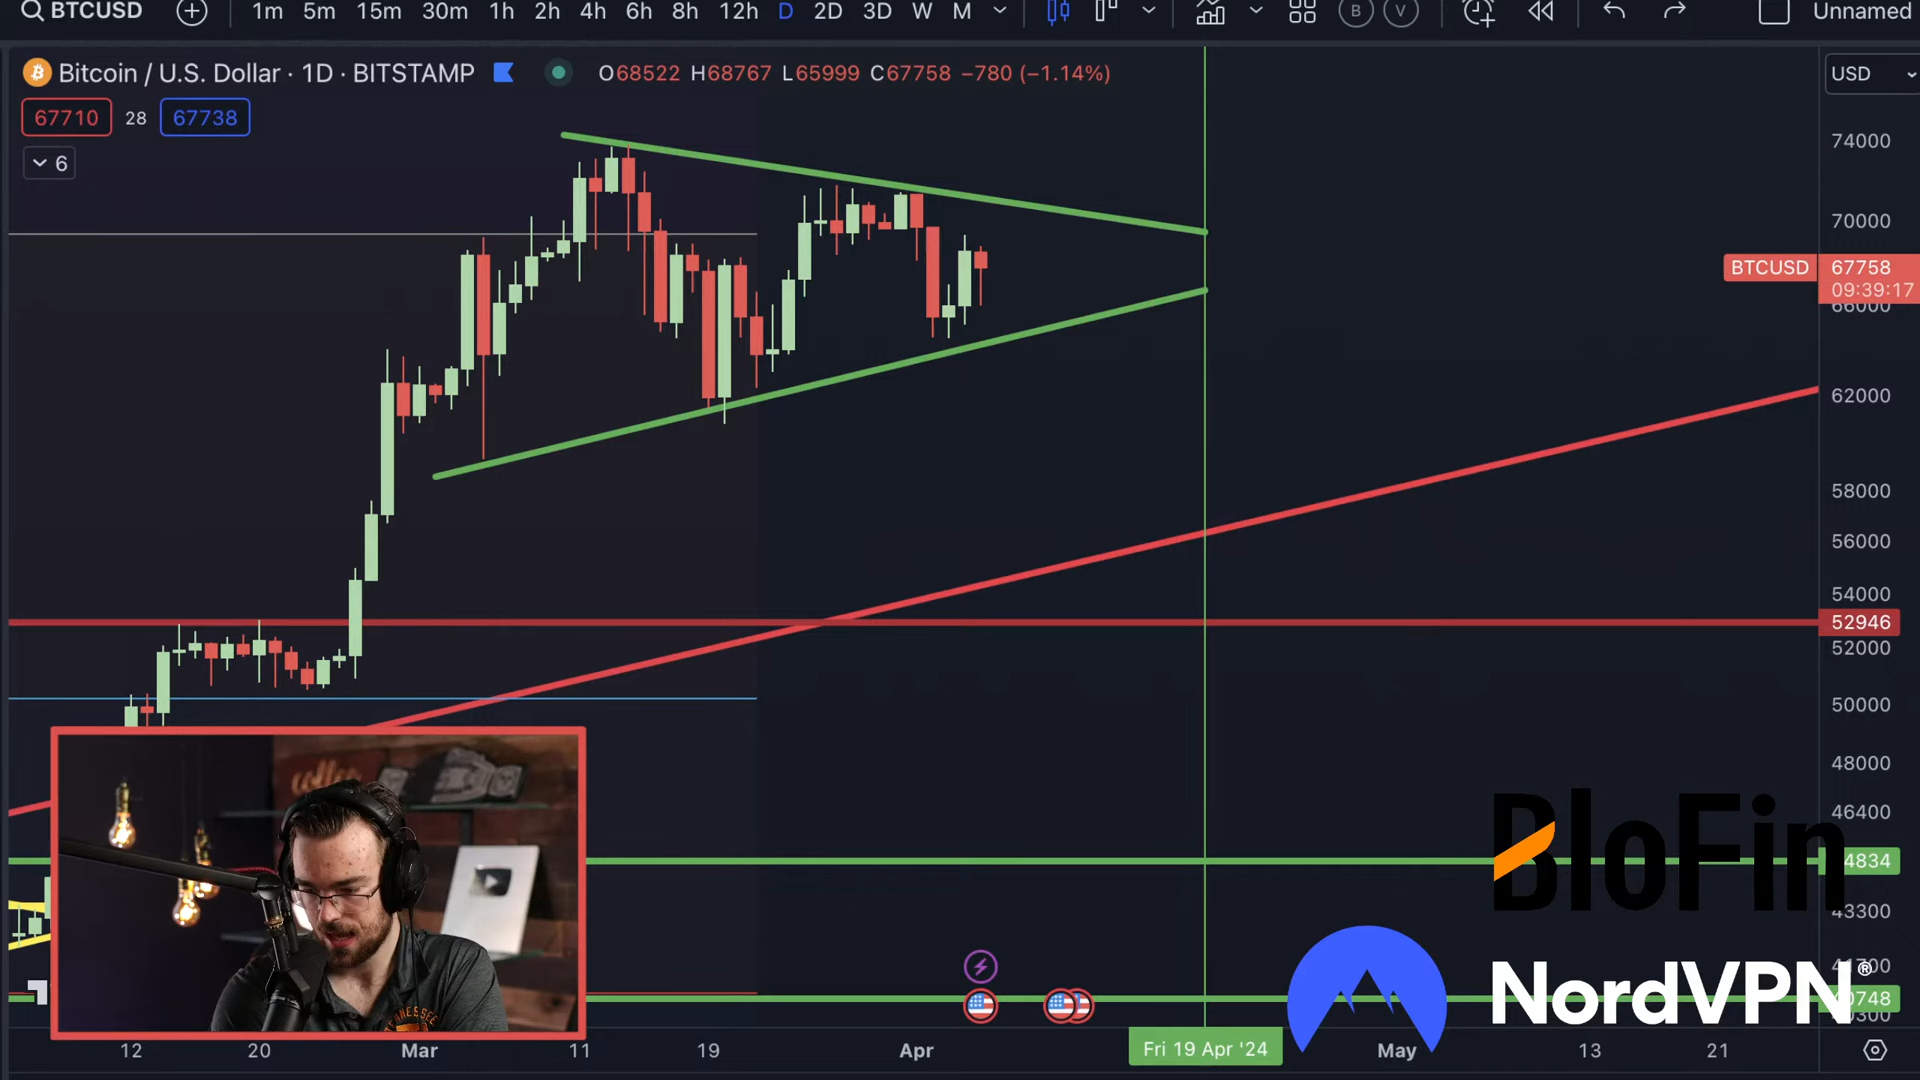 BTCUSD 1m 5m 15m 30m 1h 2h 4h 6h 8h 12h D 2D 3D W M B V Unnamed
Bitcoin / U.S. Dollar · 1D · BITSTAMP O68522 H68767 L65999 C67758 −780 (−1.14%) USD
67710 28 67738
6
74000
70000
BTCUSD 67758
09:39:17
66000
62000
58000
56000
54000
52946
52000
50000
48000
46400
coffee
BloFin
4834
43300
NordVPN®
0748
12 20 Mar 11 19 Apr Fri 19 Apr '24 May 13 21